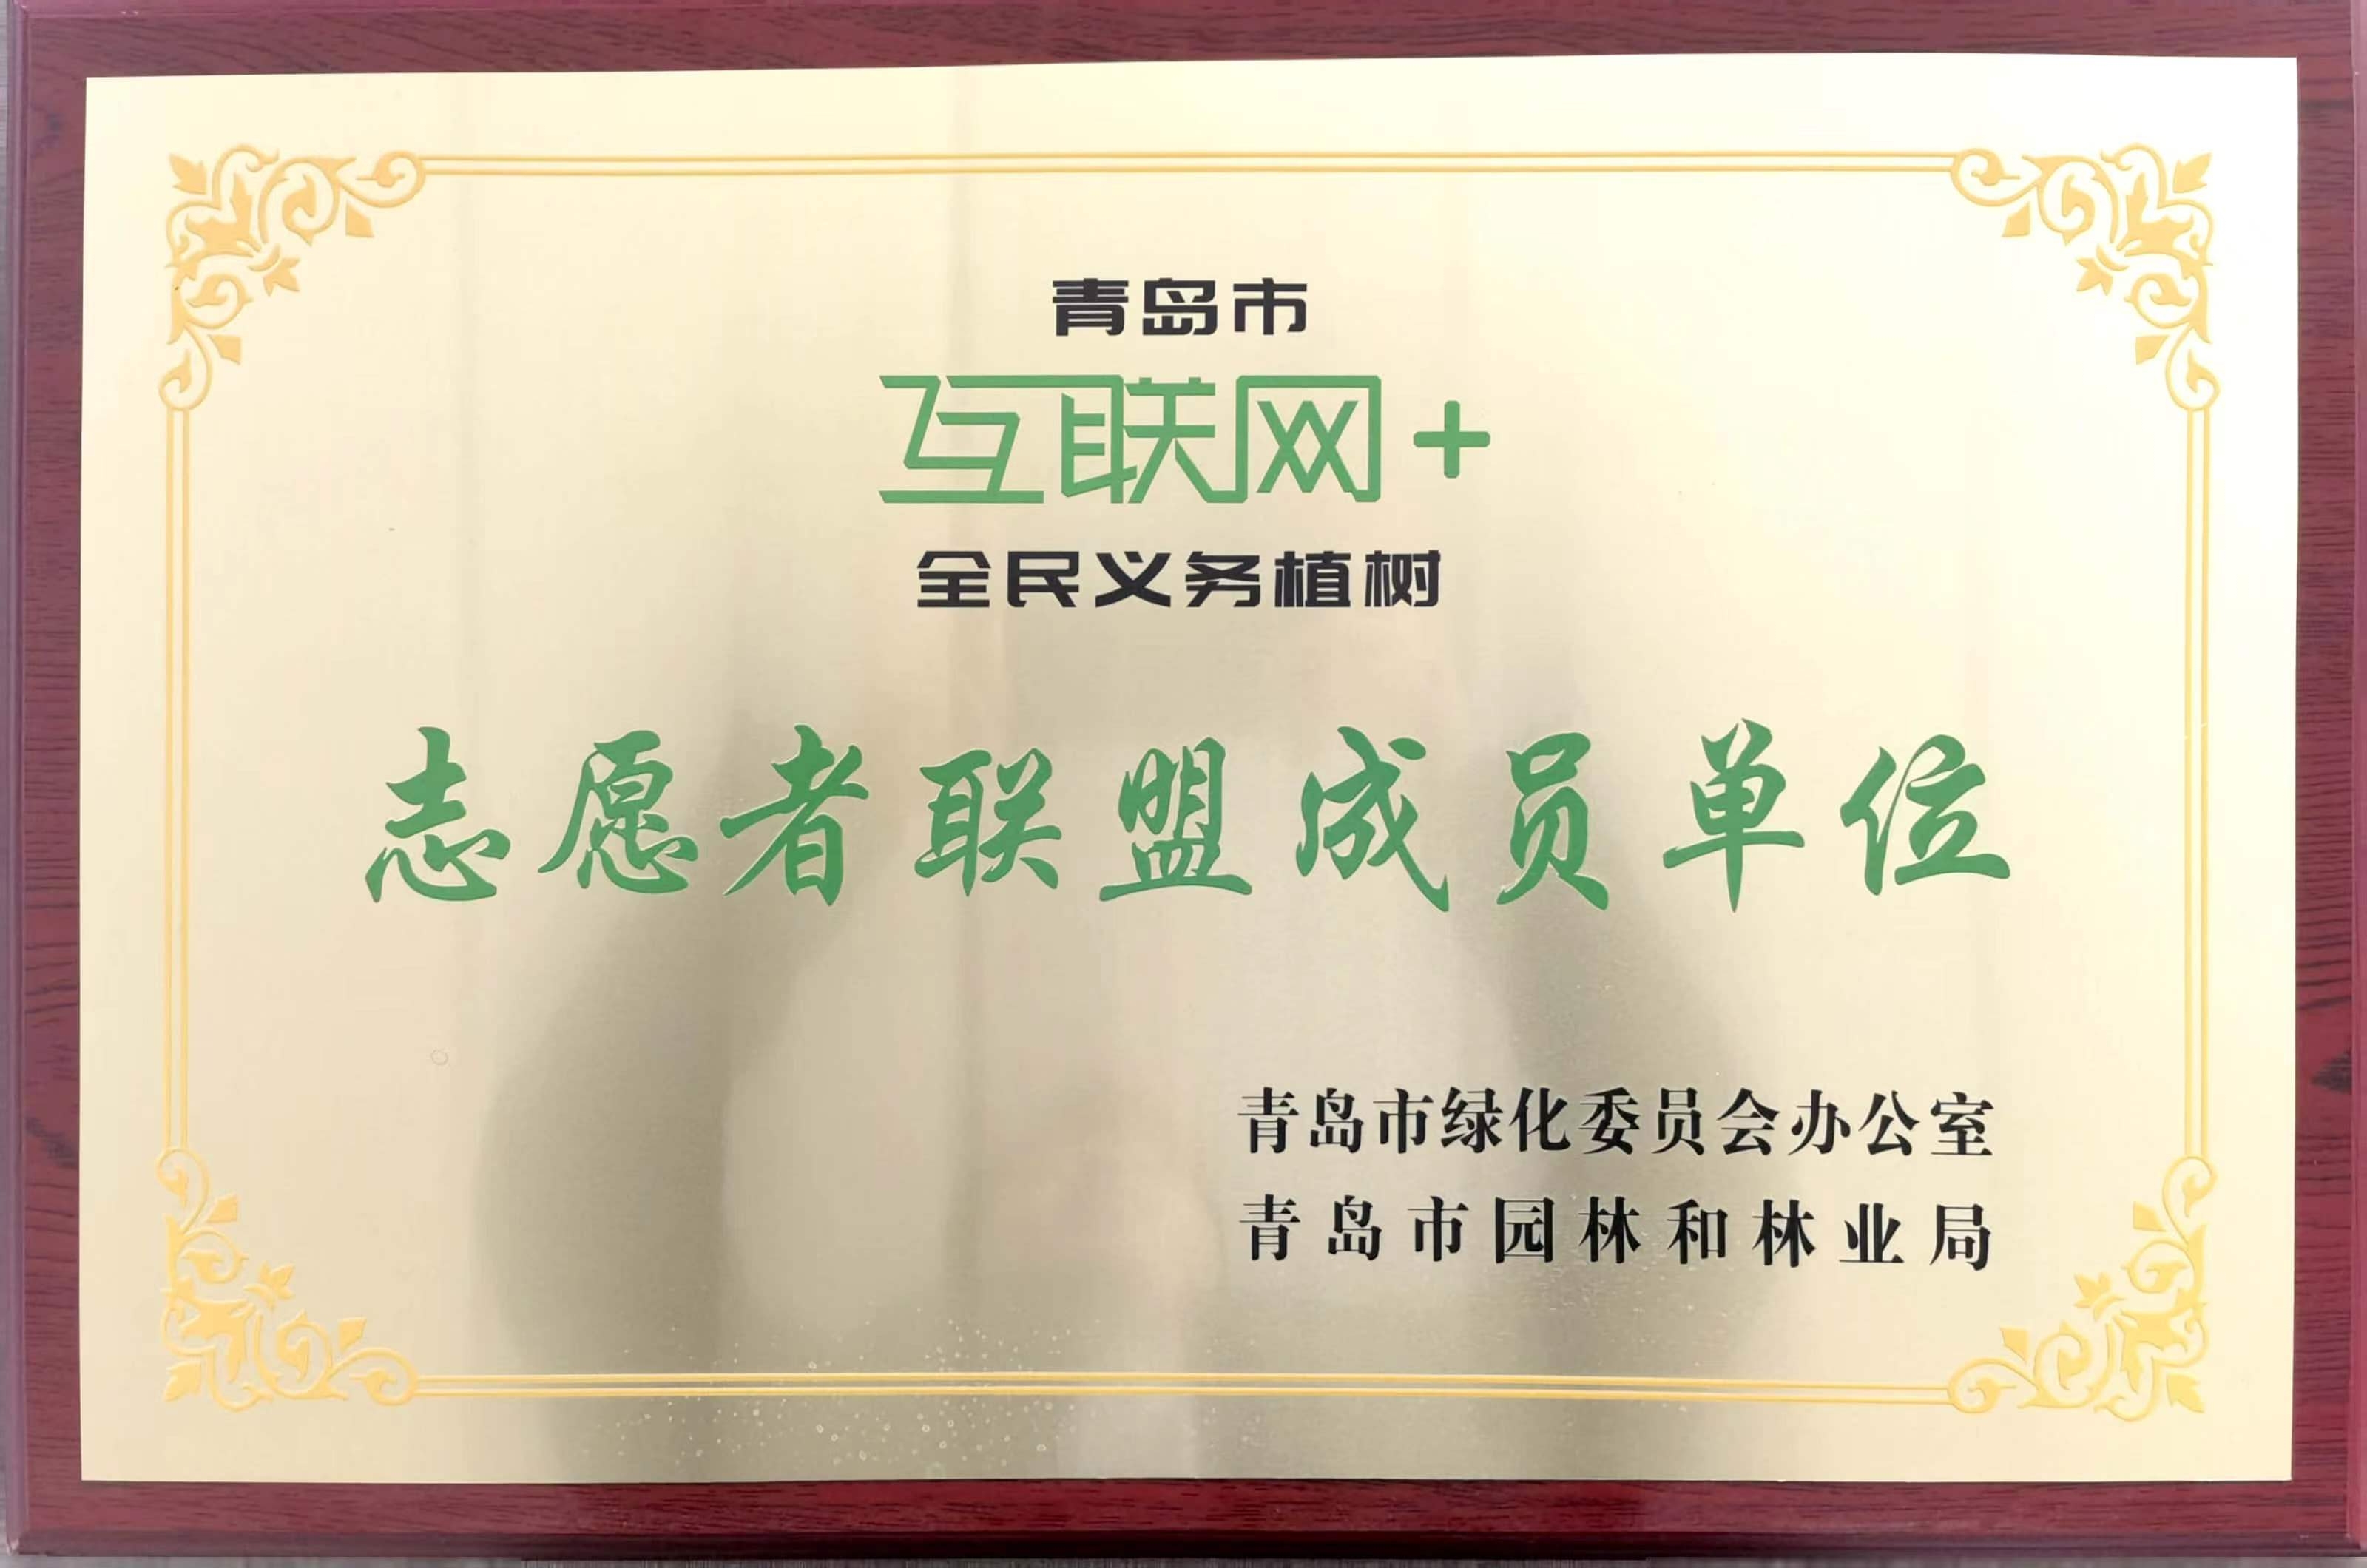 青岛市
互联网+
全民义务植树
志愿者联盟成员单位
青岛市绿化委员会办公室
青岛市园林和林业局